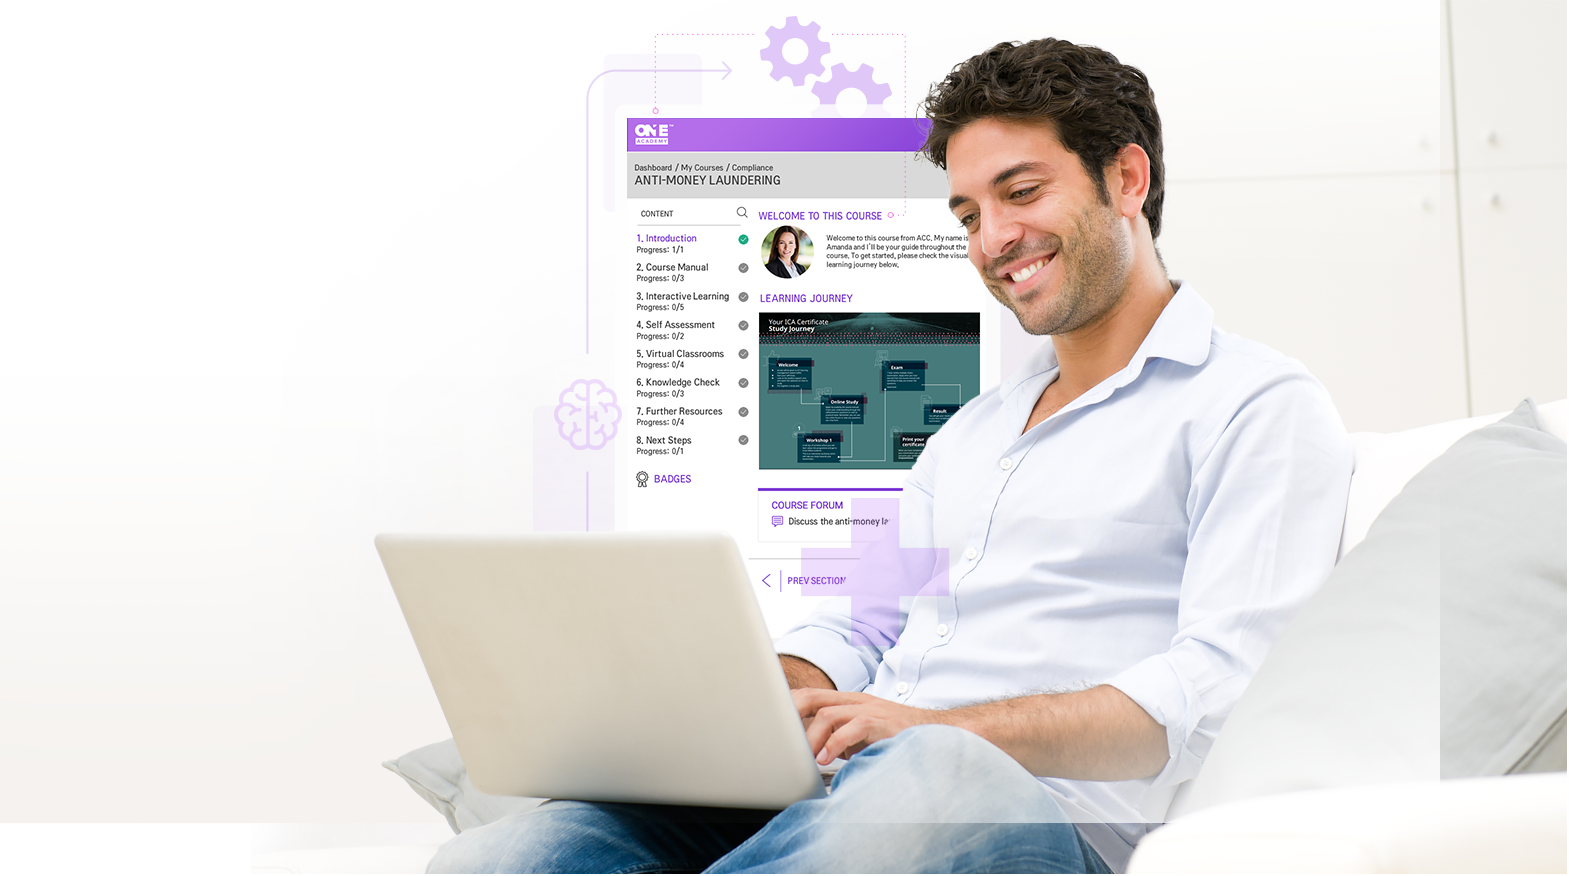 ONE™
ACADEMY
Dashboard / My Courses / Compliance
ANTI-MONEY LAUNDERING
CONTENT
1. Introduction
Progress: 1/1
2. Course Manual
Progress: 0/3
3. Interactive Learning
Progress: 0/5
4. Self Assessment
Progress: 0/2
5. Virtual Classrooms
Progress: 0/4
6. Knowledge Check
Progress: 0/3
7. Further Resources
Progress: 0/4
8. Next Steps
Progress: 0/1
BADGES
WELCOME TO THIS COURSE
Welcome to this course from ACC. My name is
Amanda and I'll be your guide throughout the
course. To get started, please check the visual
learning journey below.
LEARNING JOURNEY
Your ICA Certificate
Study Journey
Welcome
Exam
Online Study
Result
1
Workshop 1
Print your
certificate
COURSE FORUM
Discuss the anti-money la
PREV SECTION